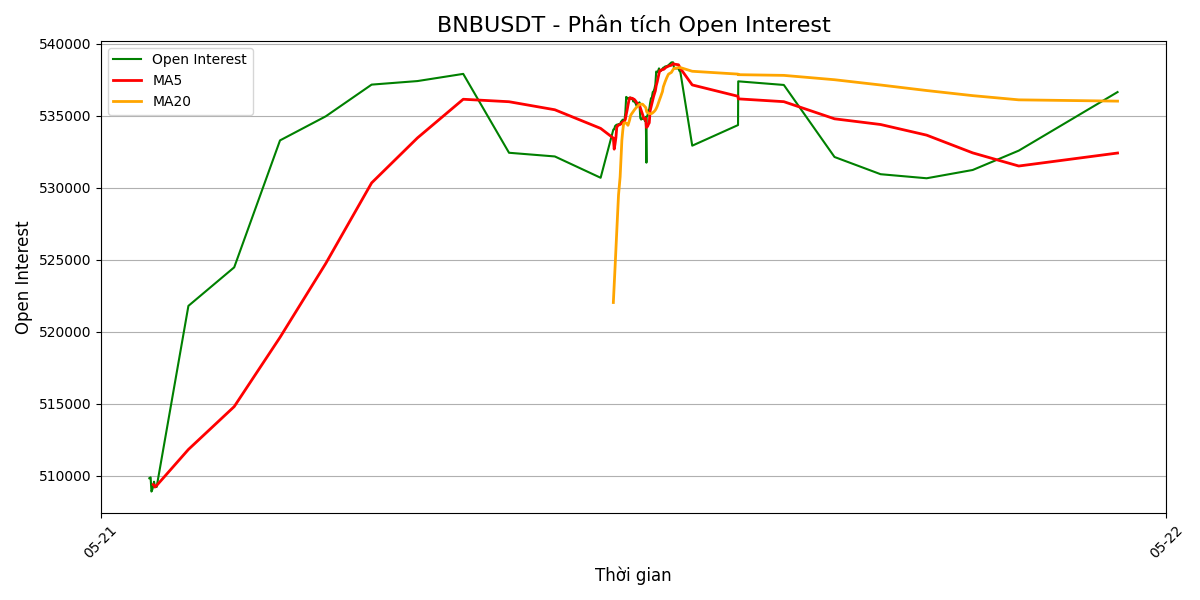 BNBUSDT - Phân tích Open Interest
Open Interest
MA5
MA20
540000
535000
530000
525000
520000
515000
510000
Open Interest
05-21
05-22
Thời gian